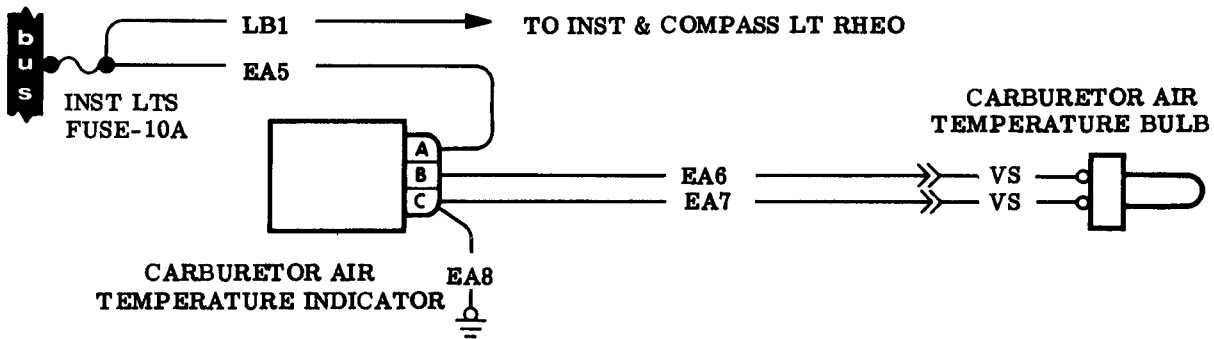 LB1
TO INST & COMPASS LT RHEO
bus
EA5
INST LTS
FUSE-10A
CARBURETOR AIR
TEMPERATURE BULB
A
B
EA6
VS
C
EA7
VS
CARBURETOR AIR
TEMPERATURE INDICATOR
EA8